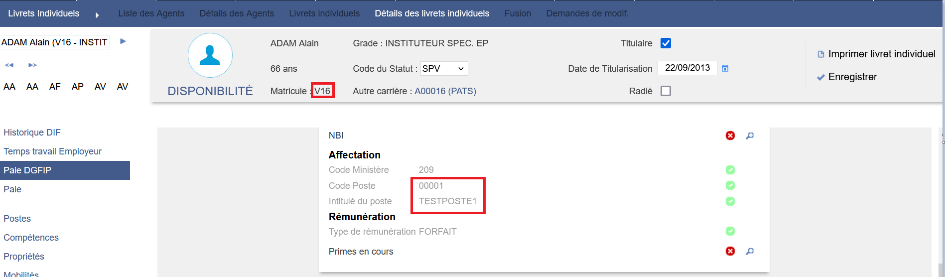 Livrets Individuels Liste des Agents Détails des Agents Livrets individuels Détails des livrets individuels Fusion Demandes de modif.
ADAM Alain (V16 - INSTIT
AA AA AF AP AV AV
DISPONIBILITÉ
ADAM Alain Grade : INSTITUTEUR SPEC. EP Titulaire
66 ans Code du Statut : SPV Date de Titularisation 22/09/2013
Matricule : V16 Autre carrière : A00016 (PATS) Radié
Imprimer livret individuel
Enregistrer
Historique DIF
Temps travail Employeur
Paie DGFIP
Paie
Postes
Compétences
Propriétés
Mobilités
NBI
Affectation
Code Ministère 209
Code Poste 00001
Intitulé du poste TESTPOSTE1
Rémunération
Type de rémunération FORFAIT
Primes en cours